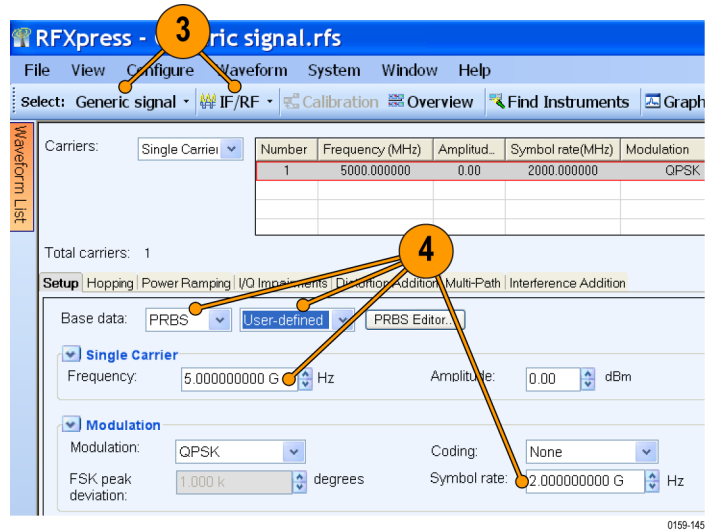 RFXpress - Generic signal.rfs
3
File View Configure Waveform System Window Help
Select: Generic signal IF/RF Calibration Overview Find Instruments Graph
Waveform List
Carriers: Single Carrier
Number Frequency (MHz) Amplitud... Symbol rate(MHz) Modulation
1 5000.000000 0.00 2000.000000 QPSK
Total carriers: 1
4
Setup Hopping Power Ramping I/Q Impairments Distortion Addition Multi-Path Interference Addition
Base data: PRBS User-defined PRBS Editor...
Single Carrier
Frequency: 5.000000000 G Hz Amplitude: 0.00 dBm
Modulation
Modulation: QPSK Coding: None
FSK peak deviation: 1.000 k degrees Symbol rate: 2.000000000 G Hz
0159-145